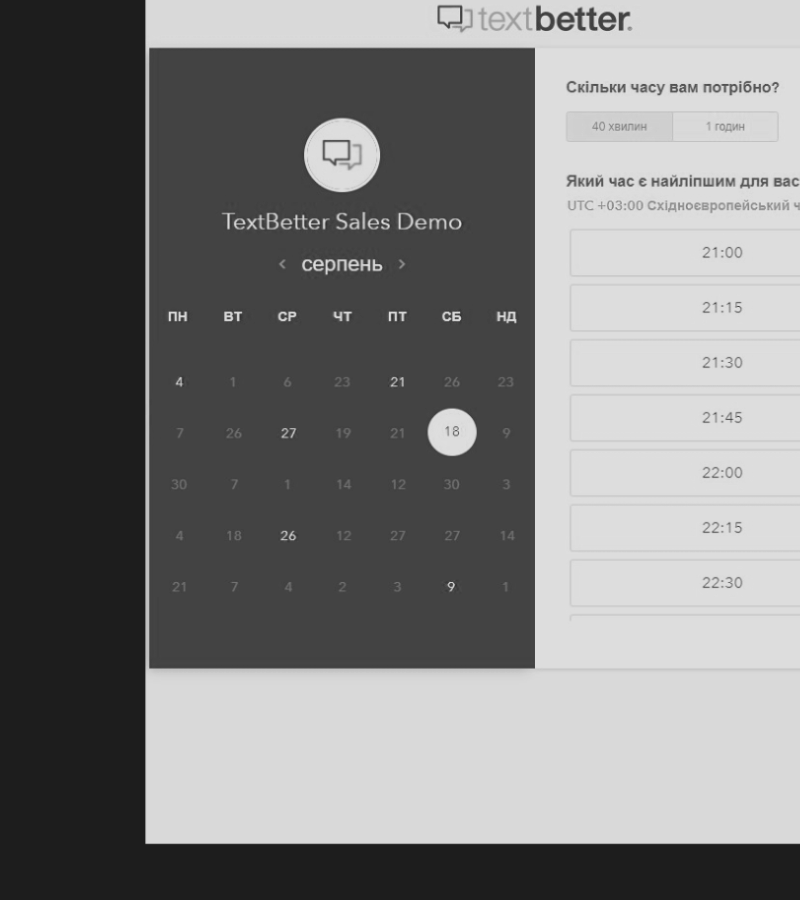 textbetter.
TextBetter Sales Demo
< серпень >
ПН ВТ СР ЧТ ПТ СБ НД
4 1 6 23 21 26 23
7 26 27 19 21 18 9
30 7 1 14 12 30 3
4 18 26 12 27 27 14
21 7 4 2 3 9 1
Скільки часу вам потрібно?
40 хвилин 1 годин
Який час є найліпшим для вас
UTC +03:00 Східноєвропейський ч
21:00
21:15
21:30
21:45
22:00
22:15
22:30